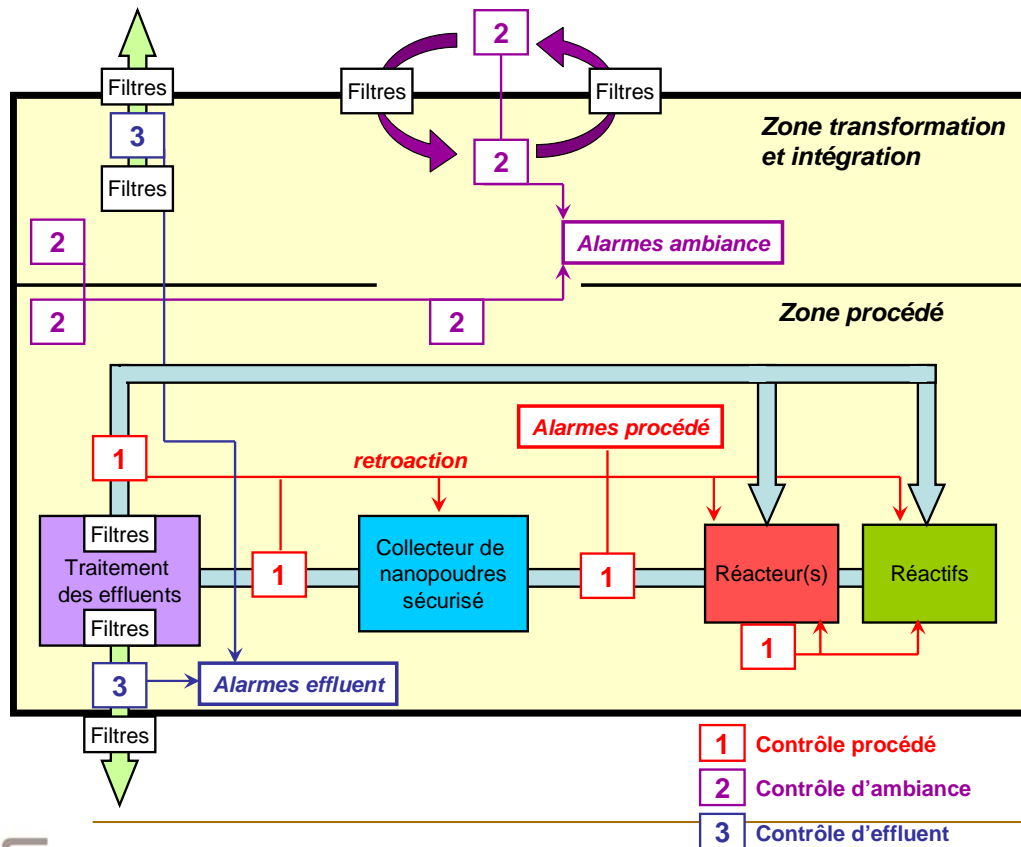 2
Filtres
Filtres
Filtres
3
2
Zone transformation
et intégration
Filtres
2
Alarmes ambiance
2
2
Zone procédé
Alarmes procédé
1
retroaction
Filtres
Traitement
des effluents
Filtres
1
Collecteur de
nanopoudres
sécurisé
1
Réacteur(s)
Réactifs
1
3
Alarmes effluent
Filtres
1 Contrôle procédé
2 Contrôle d'ambiance
3 Contrôle d'effluent